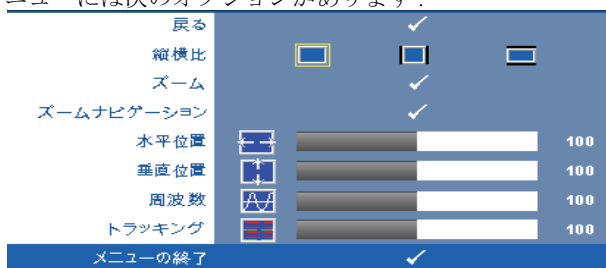 ニューには次のオプションがあります :
戻る
縦横比
ズーム
ズームナビゲーション
水平位置 100
垂直位置 100
周波数 100
トラッキング 100
メニューの終了